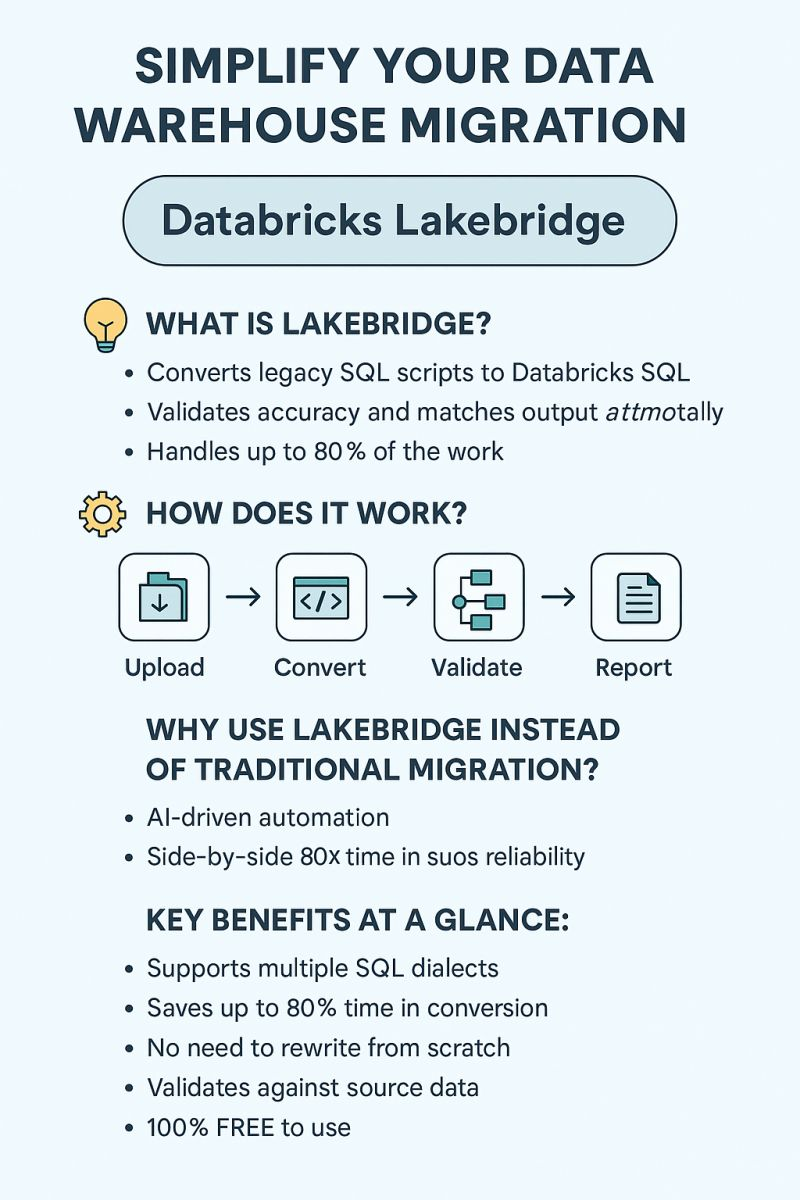 SIMPLIFY YOUR DATA
WAREHOUSE MIGRATION
Databricks Lakebridge
WHAT IS LAKEBRIDGE?
• Converts legacy SQL scripts to Databricks SQL
• Validates accuracy and matches output attmotally
• Handles up to 80% of the work
HOW DOES IT WORK?
</>
Upload → Convert → Validate → Report
WHY USE LAKEBRIDGE INSTEAD
OF TRADITIONAL MIGRATION?
• AI-driven automation
• Side-by-side 80x time in suos reliability
KEY BENEFITS AT A GLANCE:
• Supports multiple SQL dialects
• Saves up to 80% time in conversion
• No need to rewrite from scratch
• Validates against source data
• 100% FREE to use